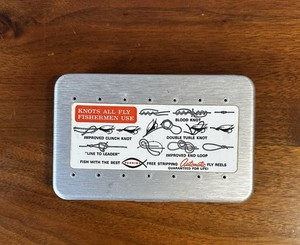 KNOTS ALL FLY
FISHERMEN USE
BLOOD KNOT
IMPROVED CLINCH KNOT
DOUBLE TURLE KNOT
"LINE TO LEADER"
IMPROVED END LOOP
FISH WITH THE BEST
FREE STRIPPING Automatic FLY REELS
GUARANTEED FOR LIFE!